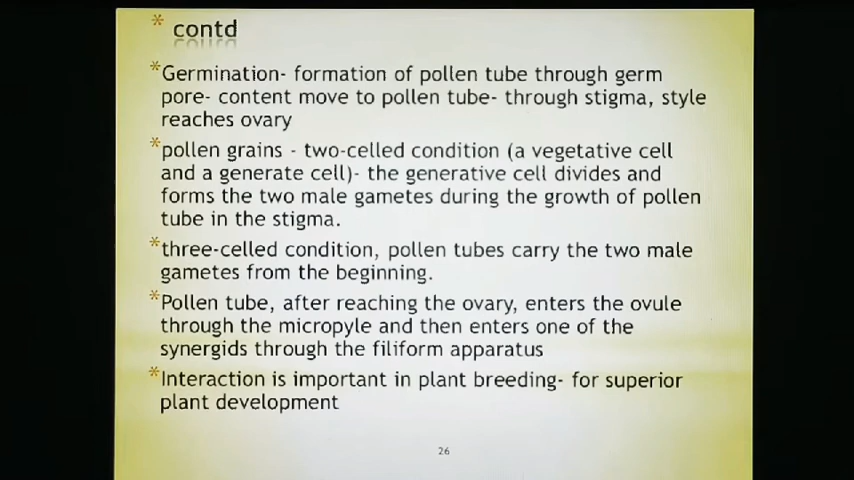 * contd
*Germination- formation of pollen tube through germ
pore- content move to pollen tube- through stigma, style
reaches ovary
*pollen grains - two-celled condition (a vegetative cell
and a generate cell)- the generative cell divides and
forms the two male gametes during the growth of pollen
tube in the stigma.
*three-celled condition, pollen tubes carry the two male
gametes from the beginning.
*Pollen tube, after reaching the ovary, enters the ovule
through the micropyle and then enters one of the
synergids through the filiform apparatus
*Interaction is important in plant breeding- for superior
plant development
26